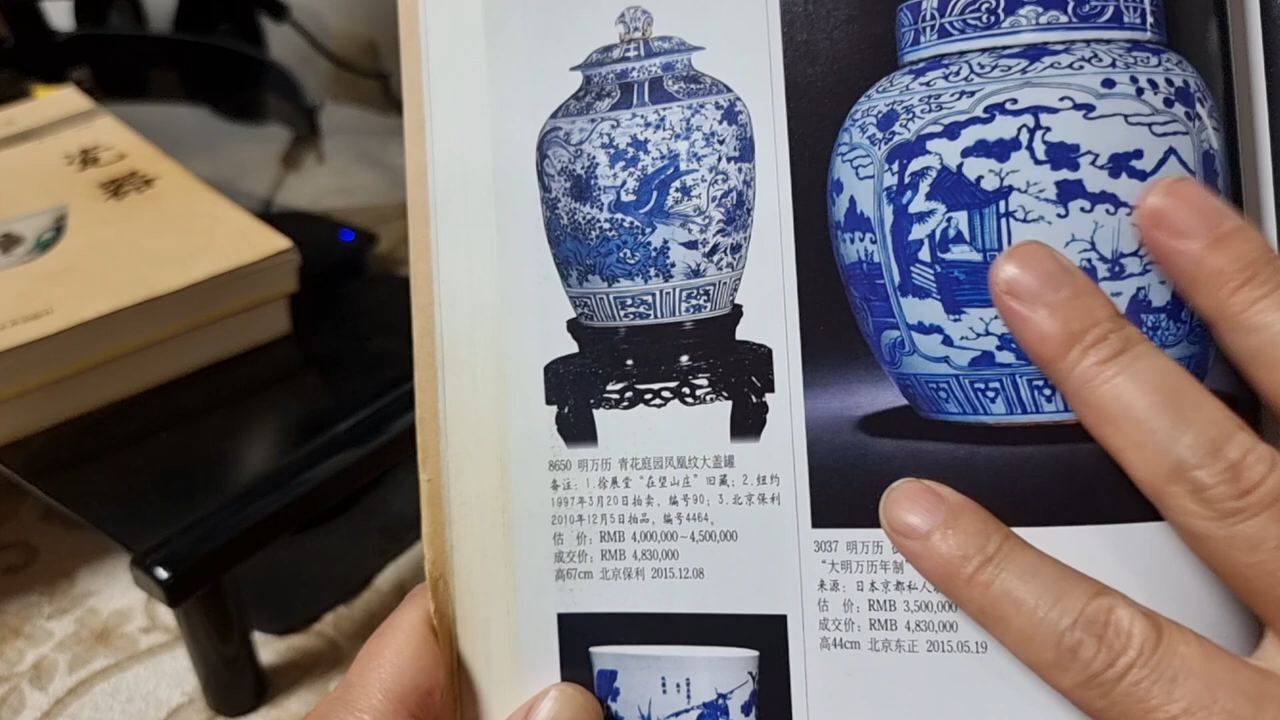 瓷器
8650 明万历 青花庭园凤凰纹大盖罐
备注：1.徐展堂“在望山庄”旧藏；2.纽约
1997年3月20日拍卖，编号90；3.北京保利
2010年12月5日拍品，编号4464。
估 价：RMB 4,000,000~4,500,000
成交价：RMB 4,830,000
高67cm 北京保利 2015.12.08
3037 明万历
“大明万历年制
来源：日本京都私人
估 价：RMB 3,500,000
成交价：RMB 4,830,000
高44cm 北京东正 2015.05.19